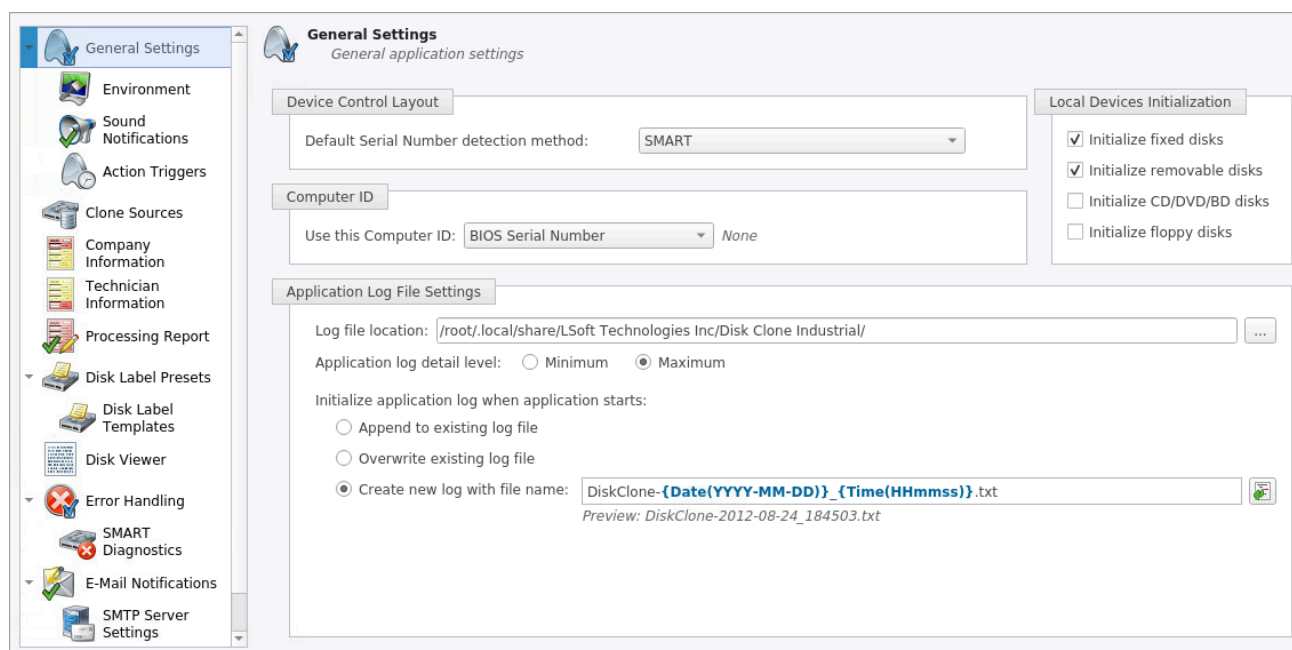 General Settings
Environment
Sound
Notifications
Action Triggers
Clone Sources
Company
Information
Technician
Information
Processing Report
Disk Label Presets
Disk Label
Templates
Disk Viewer
Error Handling
SMART
Diagnostics
E-Mail Notifications
SMTP Server
Settings
General Settings
General application settings
Device Control Layout
Default Serial Number detection method: SMART
Computer ID
Use this Computer ID: BIOS Serial Number None
Local Devices Initialization
Initialize fixed disks
Initialize removable disks
Initialize CD/DVD/BD disks
Initialize floppy disks
Application Log File Settings
Log file location: /root/.local/share/LSoft Technologies Inc/Disk Clone Industrial/ ...
Application log detail level: Minimum Maximum
Initialize application log when application starts:
Append to existing log file
Overwrite existing log file
Create new log with file name: DiskClone-{Date(YYYY-MM-DD)}_{Time(HHmmss)}.txt
Preview: DiskClone-2012-08-24_184503.txt